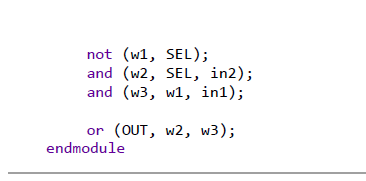 not (w1, SEL);
and (w2, SEL, in2);
and (w3, w1, in1);
or (OUT, w2, w3);
endmodule